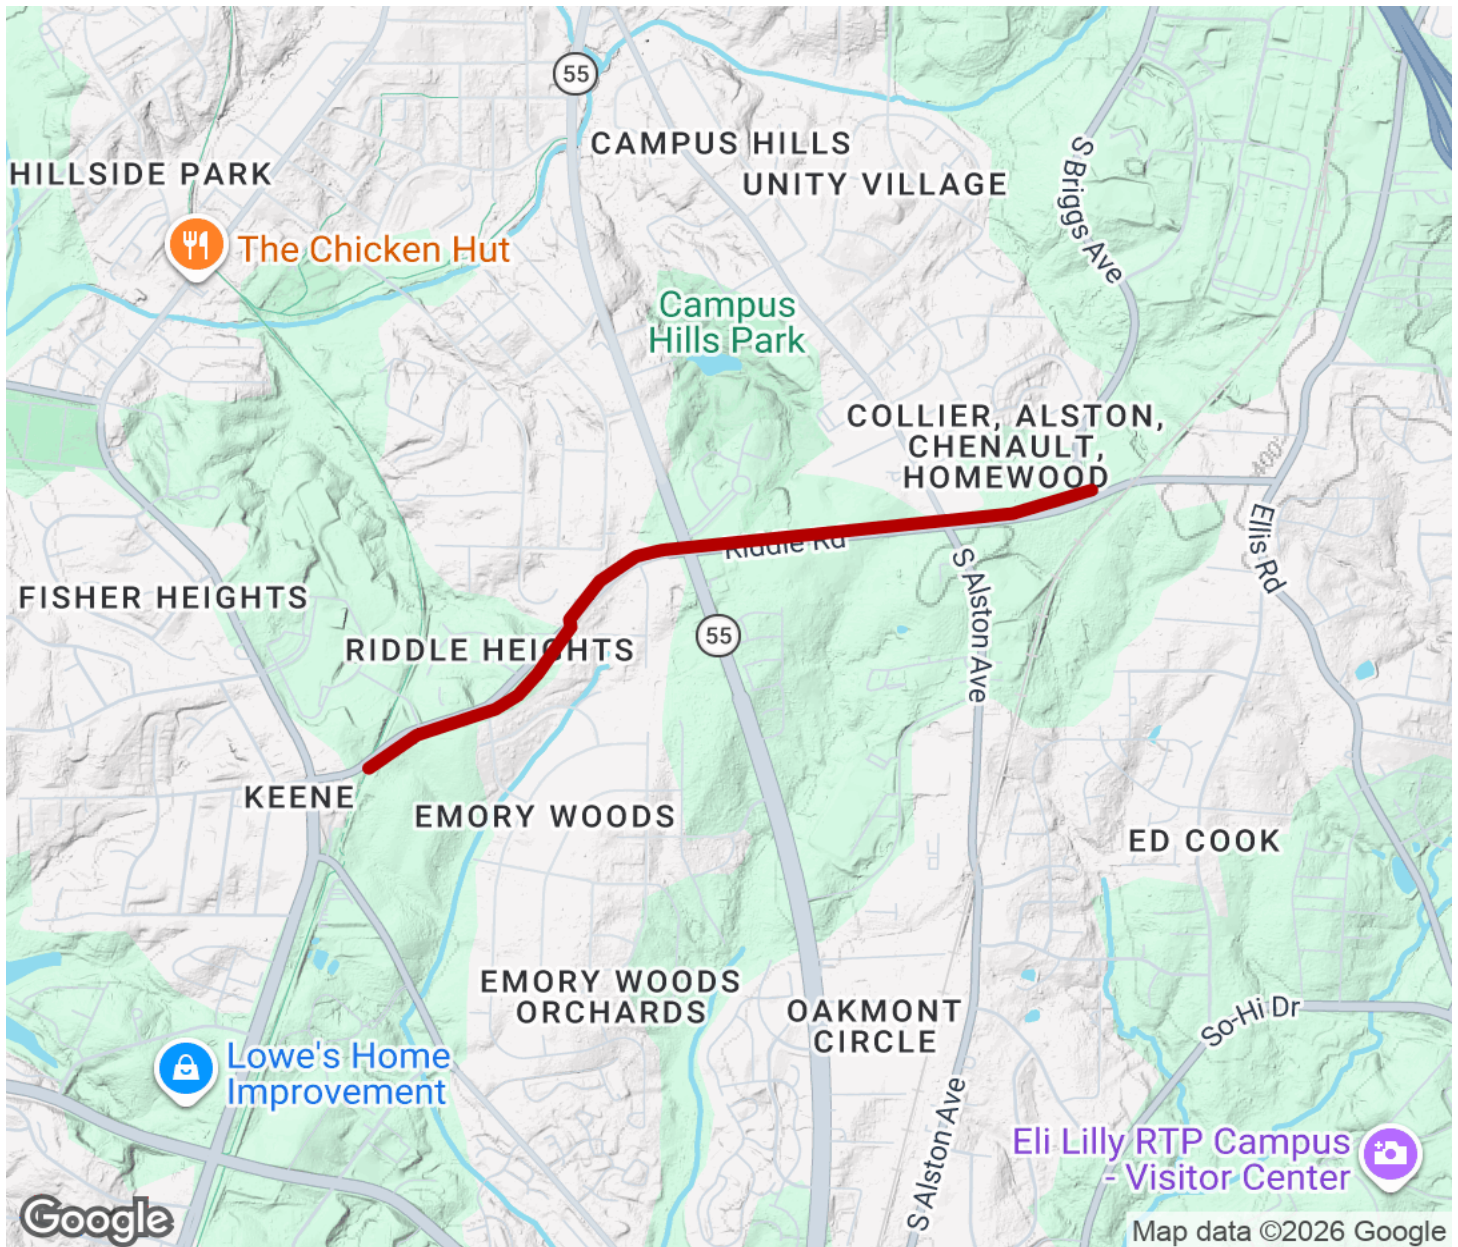 55
CAMPUS HILLS
HILLSIDE PARK
UNITY VILLAGE
S Briggs Ave
The Chicken Hut
Campus
Hills Park
COLLIER, ALSTON,
CHENAULT,
HOMEWOOD
400
Riddle Rd
Ellis Rd
S Alston Ave
FISHER HEIGHTS
RIDDLE HEIGHTS
55
KEENE
EMORY WOODS
ED COOK
EMORY WOODS
ORCHARDS
OAKMONT
CIRCLE
So-Hi Dr
Lowe's Home
Improvement
S Alston Ave
Eli Lilly RTP Campus
- Visitor Center
Google
Map data ©2026 Google